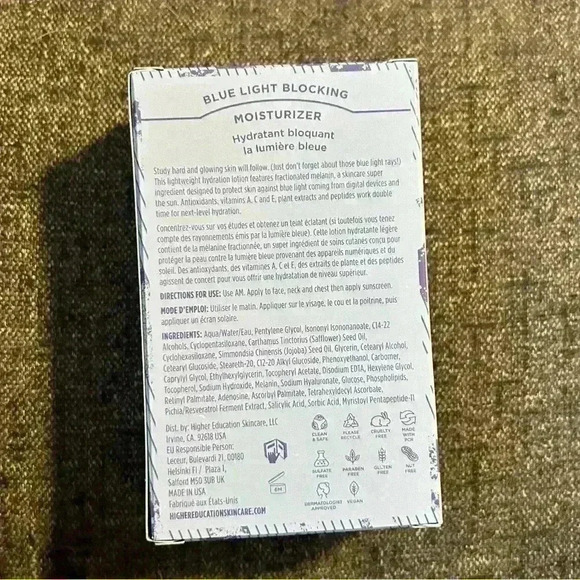 BLUE LIGHT BLOCKING
MOISTURIZER
Hydratant bloquant
la lumière bleue
Study hard and glowing skin will follow. (Just don't forget about those blue light rays!)
This lightweight hydration lotion features fractionated melanin, a skincare super
ingredient designed to protect skin against blue light coming from digital devices and
the sun. Antioxidants, vitamins A, C and E, plant extracts and peptides work double
time for next-level hydration.
Concentrez-vous sur vos études et obtenez un teint éclatant (si toutefois vous tenez
compte des rayonnements émis par la lumière bleue). Cette lotion hydratante légère
contient de la mélanine fractionnée, un super ingrédient de soins cutanés conçu pour
protéger la peau contre la lumière bleue provenant des appareils numériques et du
soleil. Des antioxydants, des vitamines A, C et E, des extraits de plante et des peptides
agissent de concert pour vous offrir une hydratation de niveau supérieur.
DIRECTIONS FOR USE: Use AM. Apply to face, neck and chest then apply sunscreen.
MODE D'EMPLOI: Utiliser le matin. Appliquer sur le visage, le cou et la poitrine, puis
appliquer un écran solaire.
INGREDIENTS: Aqua/Water/Eau, Pentylene Glycol, Isononyl Isononanoate, C14-22
Alcohols, Cyclopentasiloxane, Carthamus Tinctorius (Safflower) Seed Oil,
Cyclohexasiloxane, Simmondsia Chinensis (Jojoba) Seed Oil, Glycerin, Cetearyl Alcohol,
Cetearyl Glucoside, Steareth-20, C12-20 Alkyl Glucoside, Phenoxyethanol, Carbomer,
Caprylyl Glycol, Ethylhexylglycerin, Tocopheryl Acetate, Disodium EDTA, Hexylene Glycol,
Tocopherol, Sodium Hydroxide, Melanin, Sodium Hyaluronate, Glucose, Phospholipids,
Retinyl Palmitate, Adenosine, Ascorbyl Palmitate, Tetrahexyldecyl Ascorbate,
Pichia/Resveratrol Ferment Extract, Salicylic Acid, Sorbic Acid, Myristoyl Pentapeptide-11
Dist. by: Higher Education Skincare, LLC
Irvine, CA. 92618 USA
EU Responsible Person:
Leceur, Bulevardi 21, 00180
Helsinki FI / Plaza 1,
Salford M50 3UB UK
MADE IN USA
Fabriqué aux États-Unis
HIGHEREDUCATIONSKINCARE.COM
6M
CLEAN
& SAFE
PLEASE
RECYCLE
CRUELTY
FREE
MADE
WITH
PCR
SULFATE
FREE
PARABEN
FREE
GLUTEN
FREE
NUT
FREE
DERMATOLOGIST
APPROVED
VEGAN